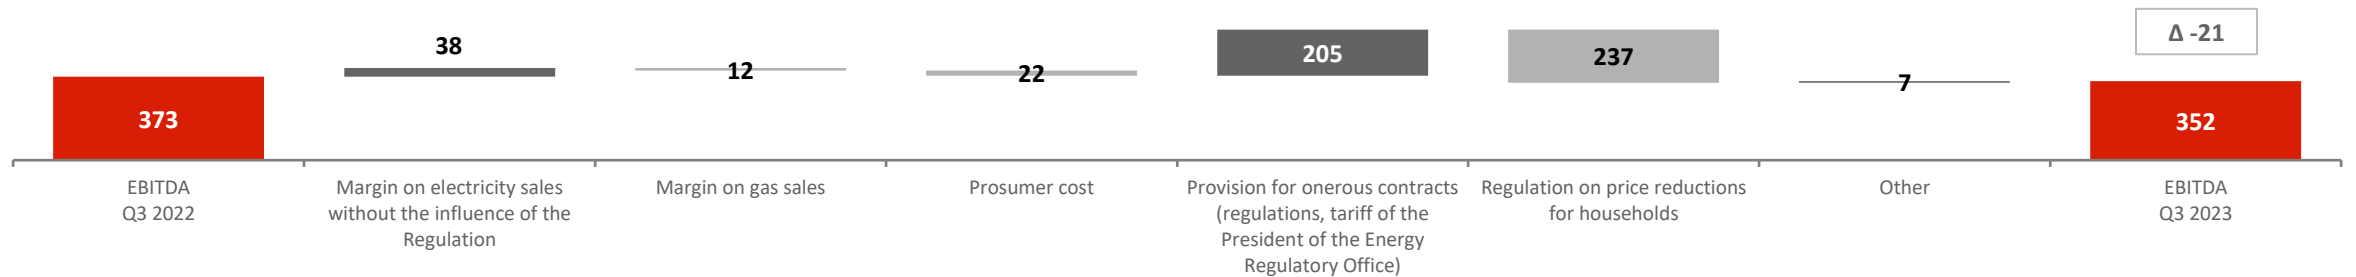 Δ -21
38
12
22
205
237
7
373
352
EBITDA
Q3 2022
Margin on electricity sales
without the influence of the
Regulation
Margin on gas sales
Prosumer cost
Provision for onerous contracts
(regulations, tariff of the
President of the Energy
Regulatory Office)
Regulation on price reductions
for households
Other
EBITDA
Q3 2023